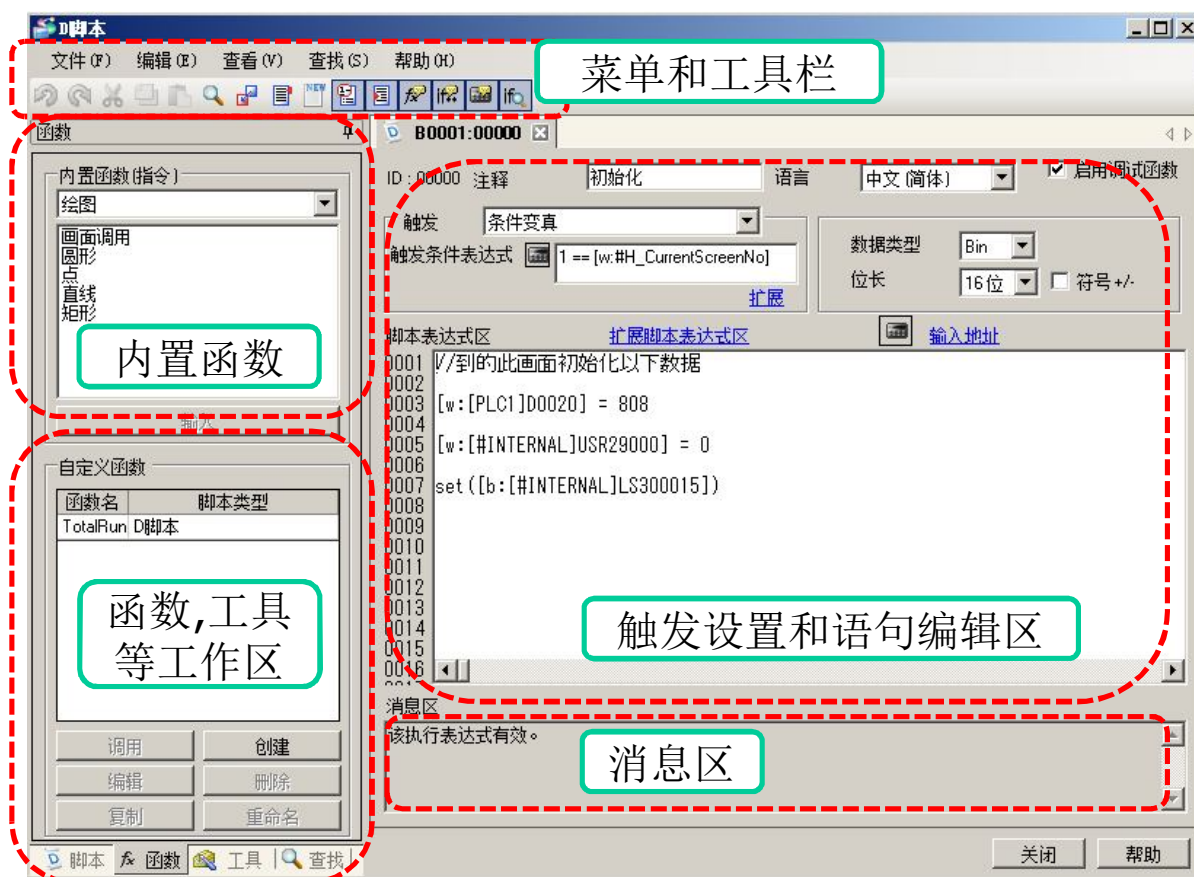 D脚本
文件(F) 编辑(E) 查看(V) 查找(S) 帮助(H)
菜单和工具栏
函数
内置函数(指令)
绘图
画面调用
圆形
点
直线
矩形
内置函数
输入
自定义函数
函数名 脚本类型
TotalRun D脚本
函数,工具
等工作区
调用 创建
编辑 删除
复制 重命名
脚本 fx 函数 工具 查找
B0001:00000
ID : 00000 注释 初始化 语言 中文(简体) 启用调试函数
触发 条件变真
触发条件表达式 1 == [w:#H_CurrentScreenNo]
扩展
数据类型 Bin
位长 16位 符号+/-
脚本表达式区 扩展脚本表达式区 输入地址
0001 //到的此画面初始化以下数据
0002
0003 [w:[PLC1]D0020] = 808
0004
0005 [w:[#INTERNAL]USR29000] = 0
0006
0007 set([b:[#INTERNAL]LS300015])
0008
0009
0010
0011
0012
0013
0014
0015
0016
触发设置和语句编辑区
消息区
该执行表达式有效。
消息区
关闭 帮助